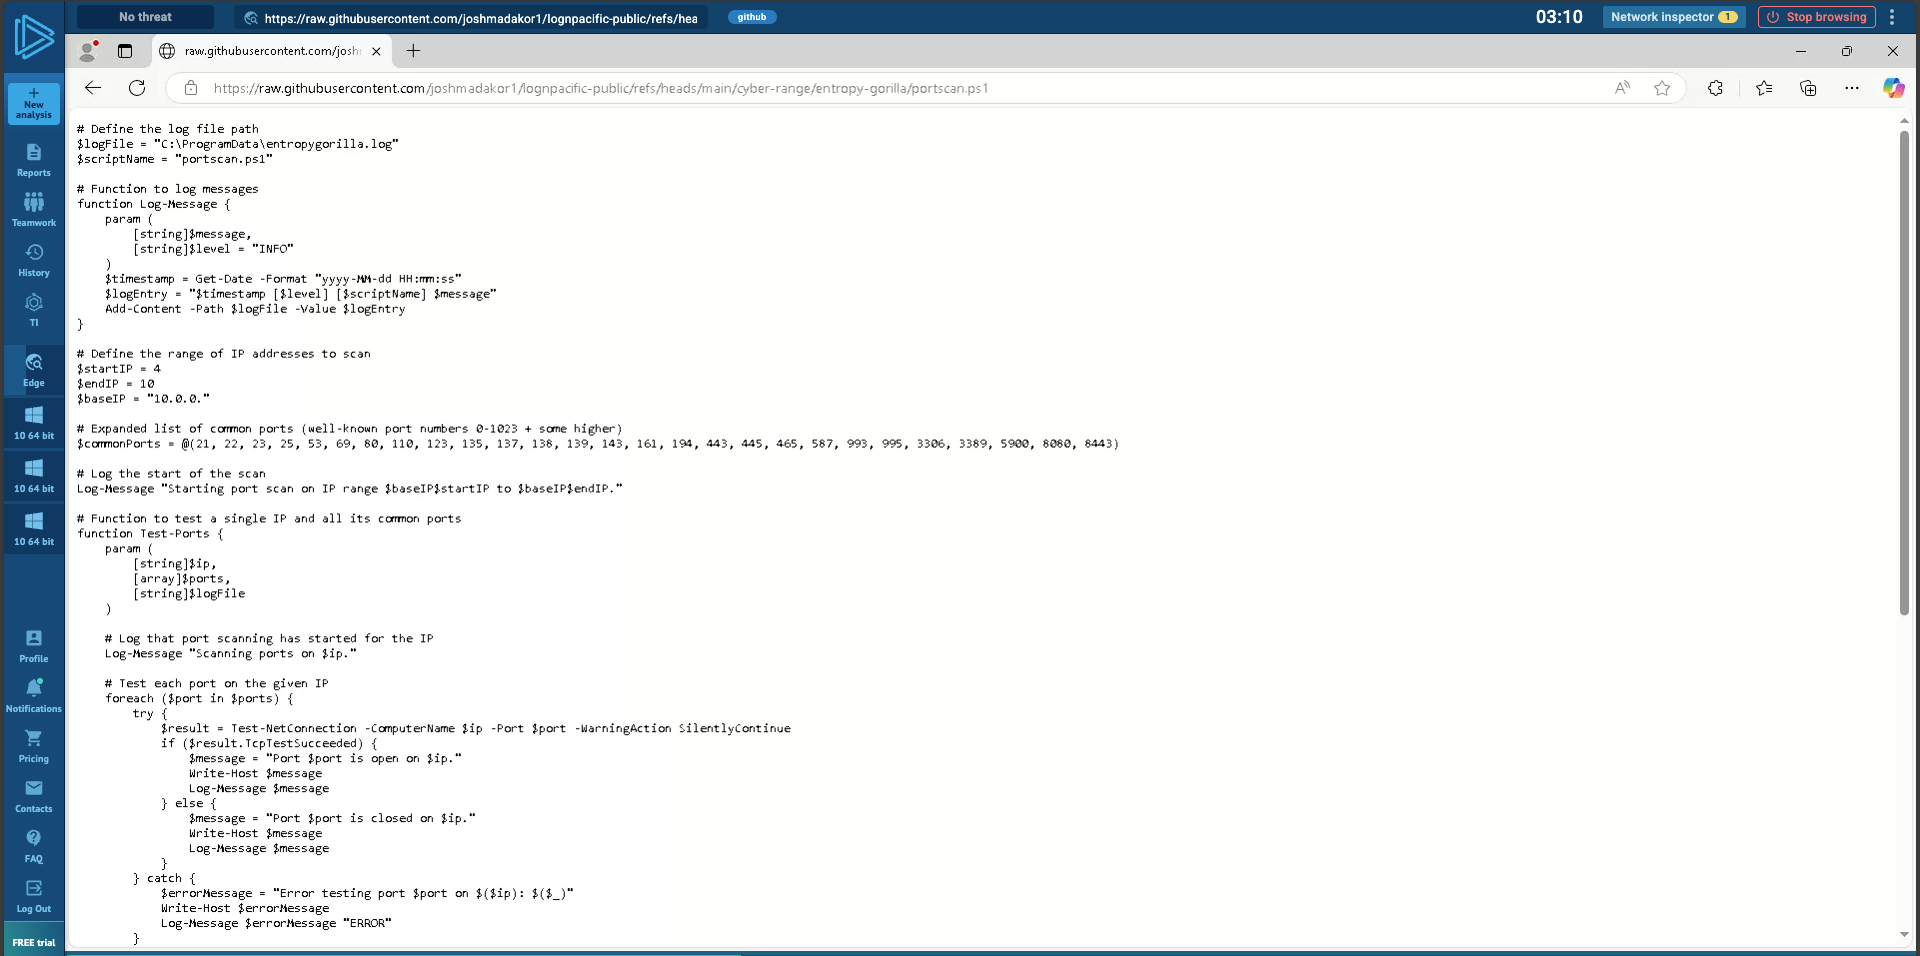 No threat
https://raw.githubusercontent.com/joshmadakor1/lognpacific-public/refs/hea
github
03:10
Network inspector 1
Stop browsing
raw.githubusercontent.com/josh
https://raw.githubusercontent.com/joshmadakor1/lognpacific-public/refs/heads/main/cyber-range/entropy-gorilla/portscan.ps1
New
analysis
Reports
Teamwork
History
TI
Edge
10 64 bit
10 64 bit
10 64 bit
Profile
Notifications
Pricing
Contacts
FAQ
Log Out
FREE trial
# Define the log file path
$logFile = "C:\ProgramData\entropygorilla.log"
$scriptName = "portscan.ps1"
# Function to log messages
function Log-Message {
    param (
        [string]$message,
        [string]$level = "INFO"
    )
    $timestamp = Get-Date -Format "yyyy-MM-dd HH:mm:ss"
    $logEntry = "$timestamp [$level] [$scriptName] $message"
    Add-Content -Path $logFile -Value $logEntry
}
# Define the range of IP addresses to scan
$startIP = 4
$endIP = 10
$baseIP = "10.0.0."
# Expanded list of common ports (well-known port numbers 0-1023 + some higher)
$commonPorts = @(21, 22, 23, 25, 53, 69, 80, 110, 123, 135, 137, 138, 139, 143, 161, 194, 443, 445, 465, 587, 993, 995, 3306, 3389, 5900, 8080, 8443)
# Log the start of the scan
Log-Message "Starting port scan on IP range $baseIP$startIP to $baseIP$endIP."
# Function to test a single IP and all its common ports
function Test-Ports {
    param (
        [string]$ip,
        [array]$ports,
        [string]$logFile
    )
    # Log that port scanning has started for the IP
    Log-Message "Scanning ports on $ip."
    # Test each port on the given IP
    foreach ($port in $ports) {
        try {
            $result = Test-NetConnection -ComputerName $ip -Port $port -WarningAction SilentlyContinue
            if ($result.TcpTestSucceeded) {
                $message = "Port $port is open on $ip."
                Write-Host $message
                Log-Message $message
            } else {
                $message = "Port $port is closed on $ip."
                Write-Host $message
                Log-Message $message
            }
        } catch {
            $errorMessage = "Error testing port $port on $($ip): $($_)"
            Write-Host $errorMessage
            Log-Message $errorMessage "ERROR"
        }